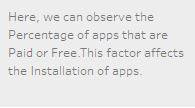 Here, we can observe the
Percentage of apps that are
Paid or Free.This factor affects
the Installation of apps.